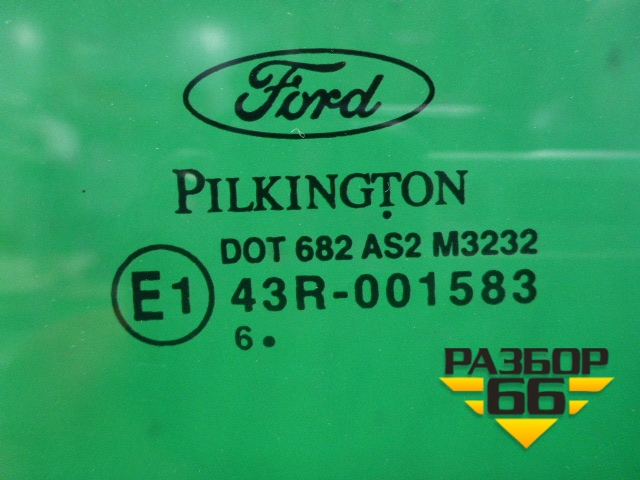 Ford
PILKINGTON
DOT 682 AS2 M3232
E1 43R-001583
6.
РАЗБОР
66